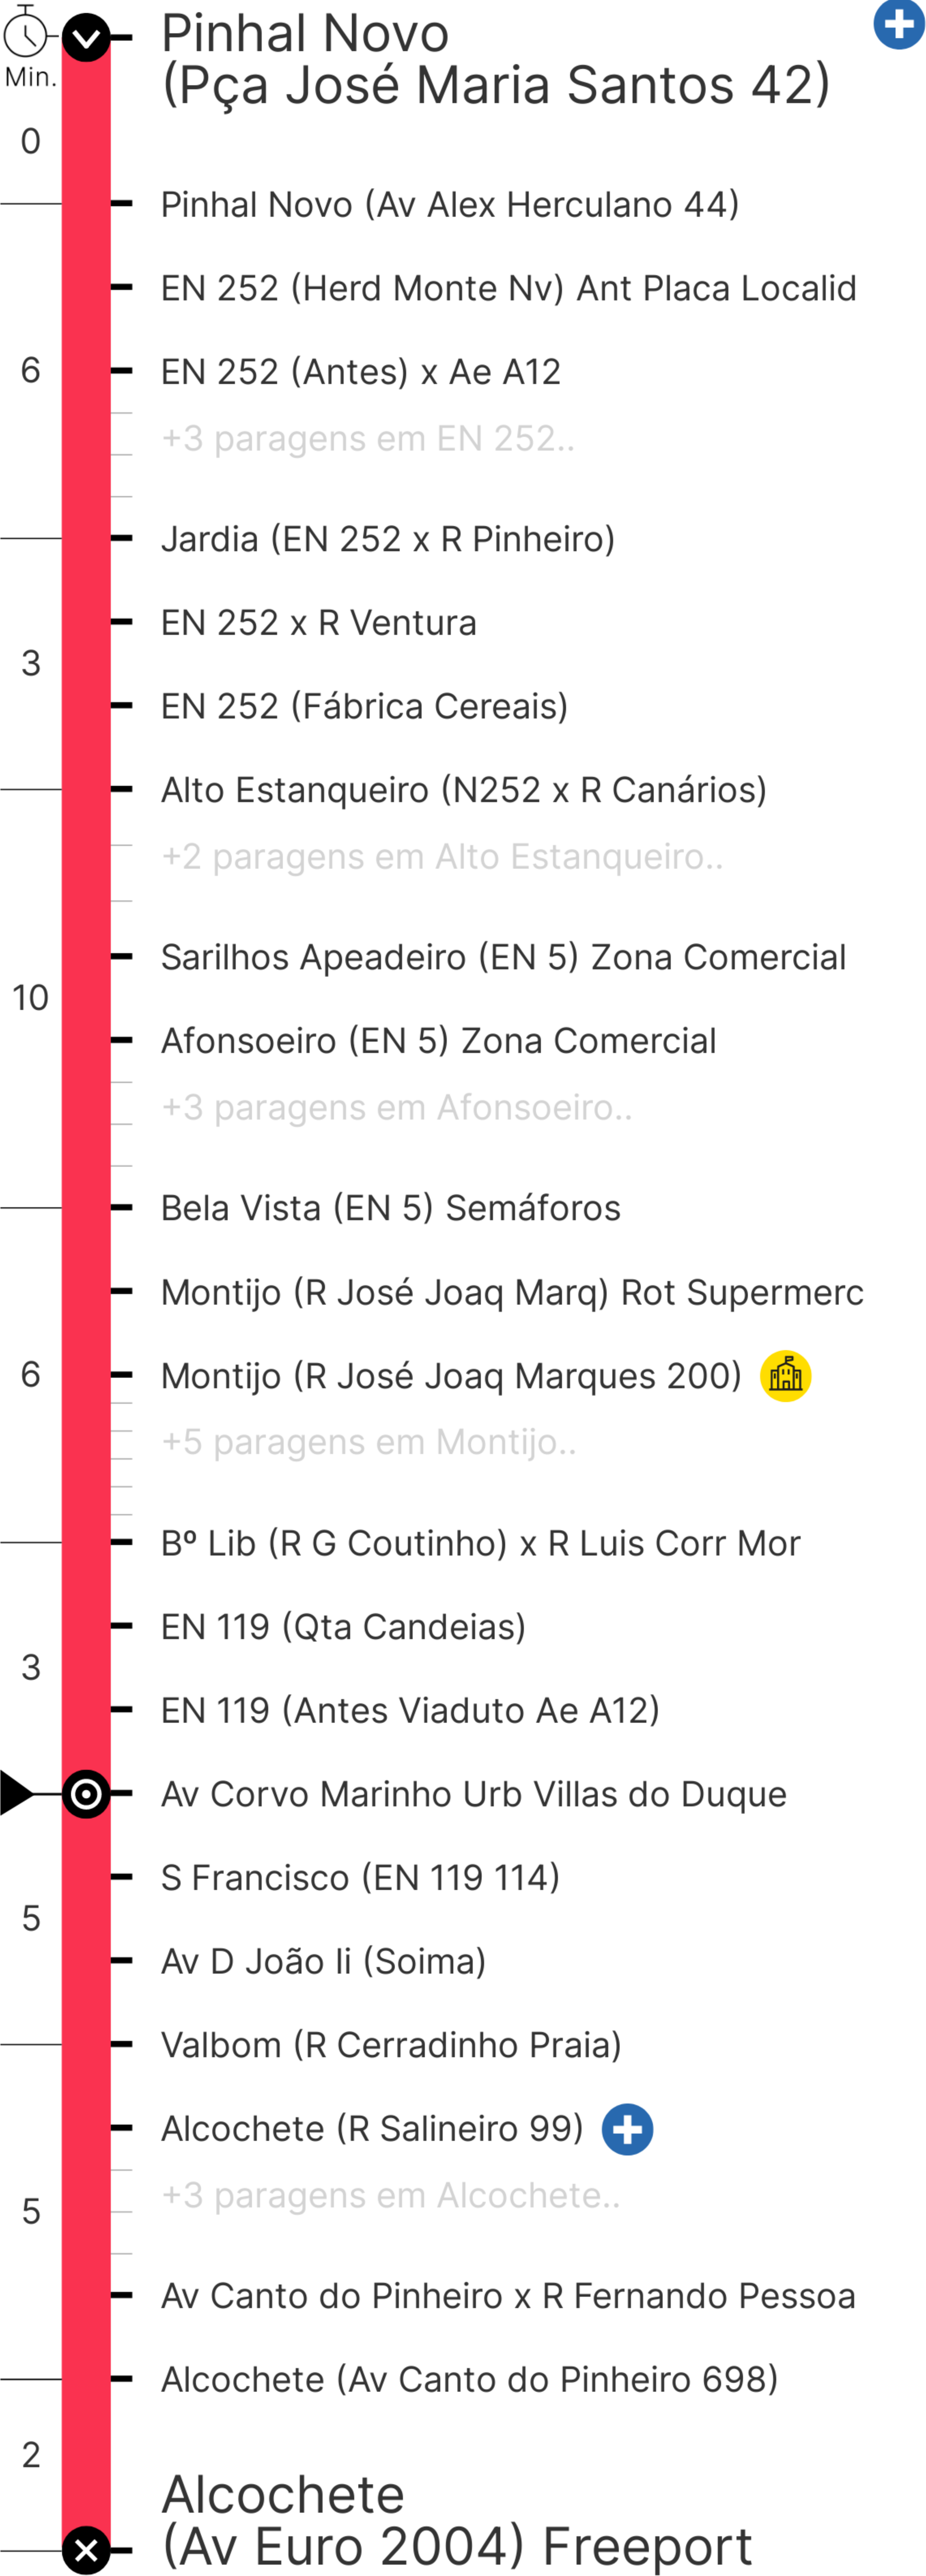 Pinhal Novo
(Pça José Maria Santos 42)
Min.
0
Pinhal Novo (Av Alex Herculano 44)
EN 252 (Herd Monte Nv) Ant Placa Localid
6
EN 252 (Antes) x Ae A12
+3 paragens em EN 252..
Jardia (EN 252 x R Pinheiro)
EN 252 x R Ventura
3
EN 252 (Fábrica Cereais)
Alto Estanqueiro (N252 x R Canários)
+2 paragens em Alto Estanqueiro..
Sarilhos Apeadeiro (EN 5) Zona Comercial
10
Afonsoeiro (EN 5) Zona Comercial
+3 paragens em Afonsoeiro..
Bela Vista (EN 5) Semáforos
Montijo (R José Joaq Marq) Rot Supermerc
6
Montijo (R José Joaq Marques 200)
+5 paragens em Montijo..
Bº Lib (R G Coutinho) x R Luis Corr Mor
EN 119 (Qta Candeias)
3
EN 119 (Antes Viaduto Ae A12)
Av Corvo Marinho Urb Villas do Duque
S Francisco (EN 119 114)
5
Av D João Ii (Soima)
Valbom (R Cerradinho Praia)
Alcochete (R Salineiro 99)
+3 paragens em Alcochete..
5
Av Canto do Pinheiro x R Fernando Pessoa
Alcochete (Av Canto do Pinheiro 698)
2
Alcochete
(Av Euro 2004) Freeport